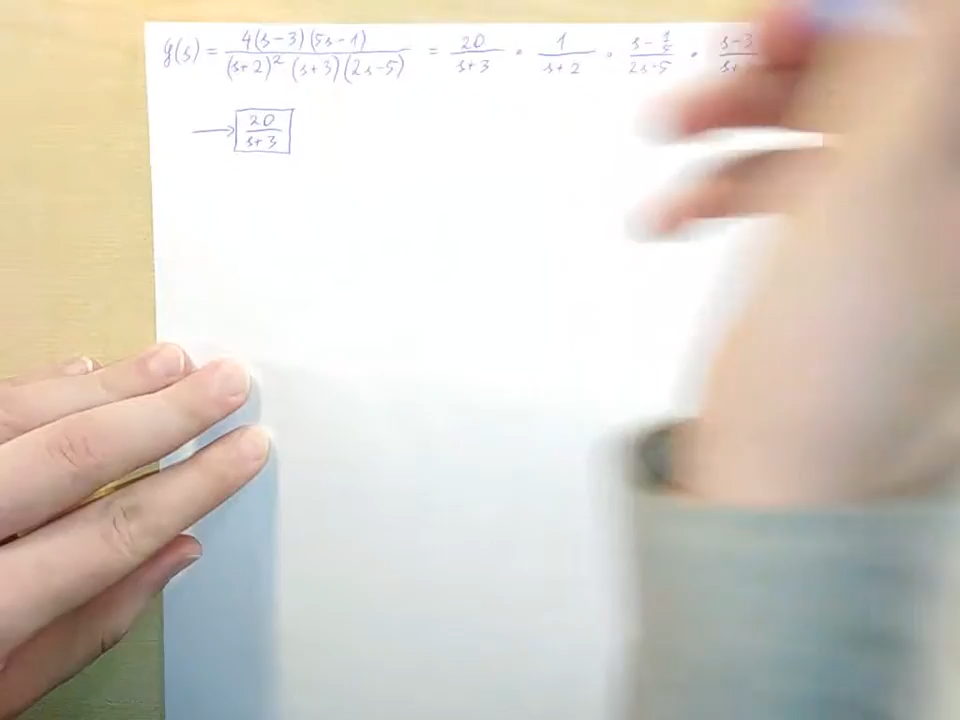 g(s) = 4(s-3)(5s-1) / (s+2)² (s+3)(2s-5) = 20 / s+3 · 1 / s+2 · s-1/5 / 2s-5 · s-3 / s+
→ 20 / s+3